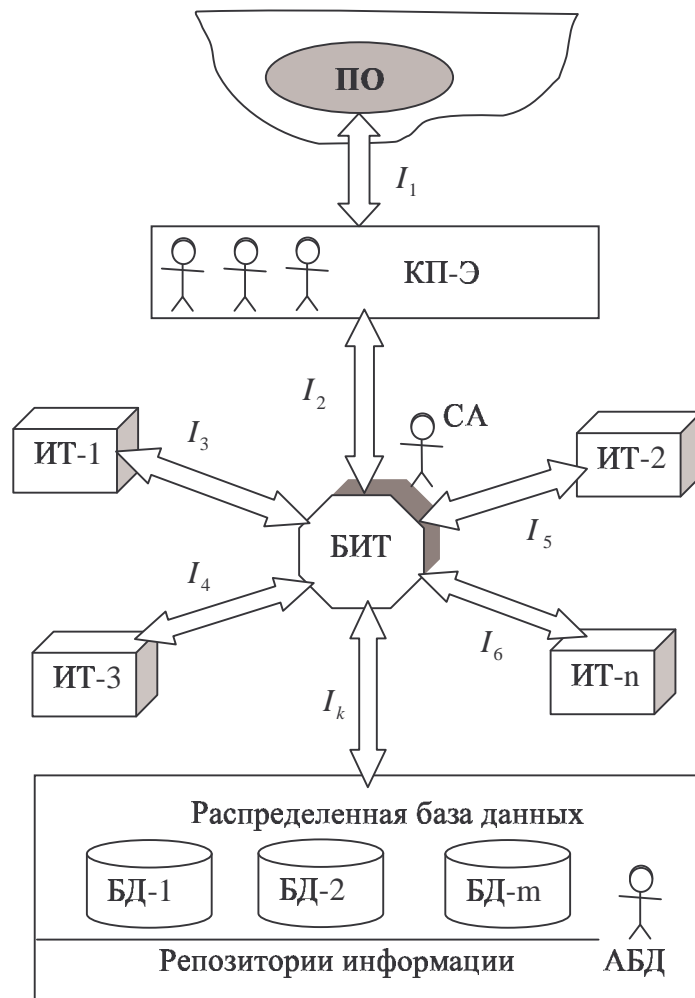 ПО
I₁
КП-Э
I₂
СА
ИТ-1
I₃
ИТ-2
БИТ
I₅
I₄
ИТ-3
I₆
ИТ-n
Iₖ
Распределенная база данных
БД-1
БД-2
БД-m
Репозитории информации
АБД